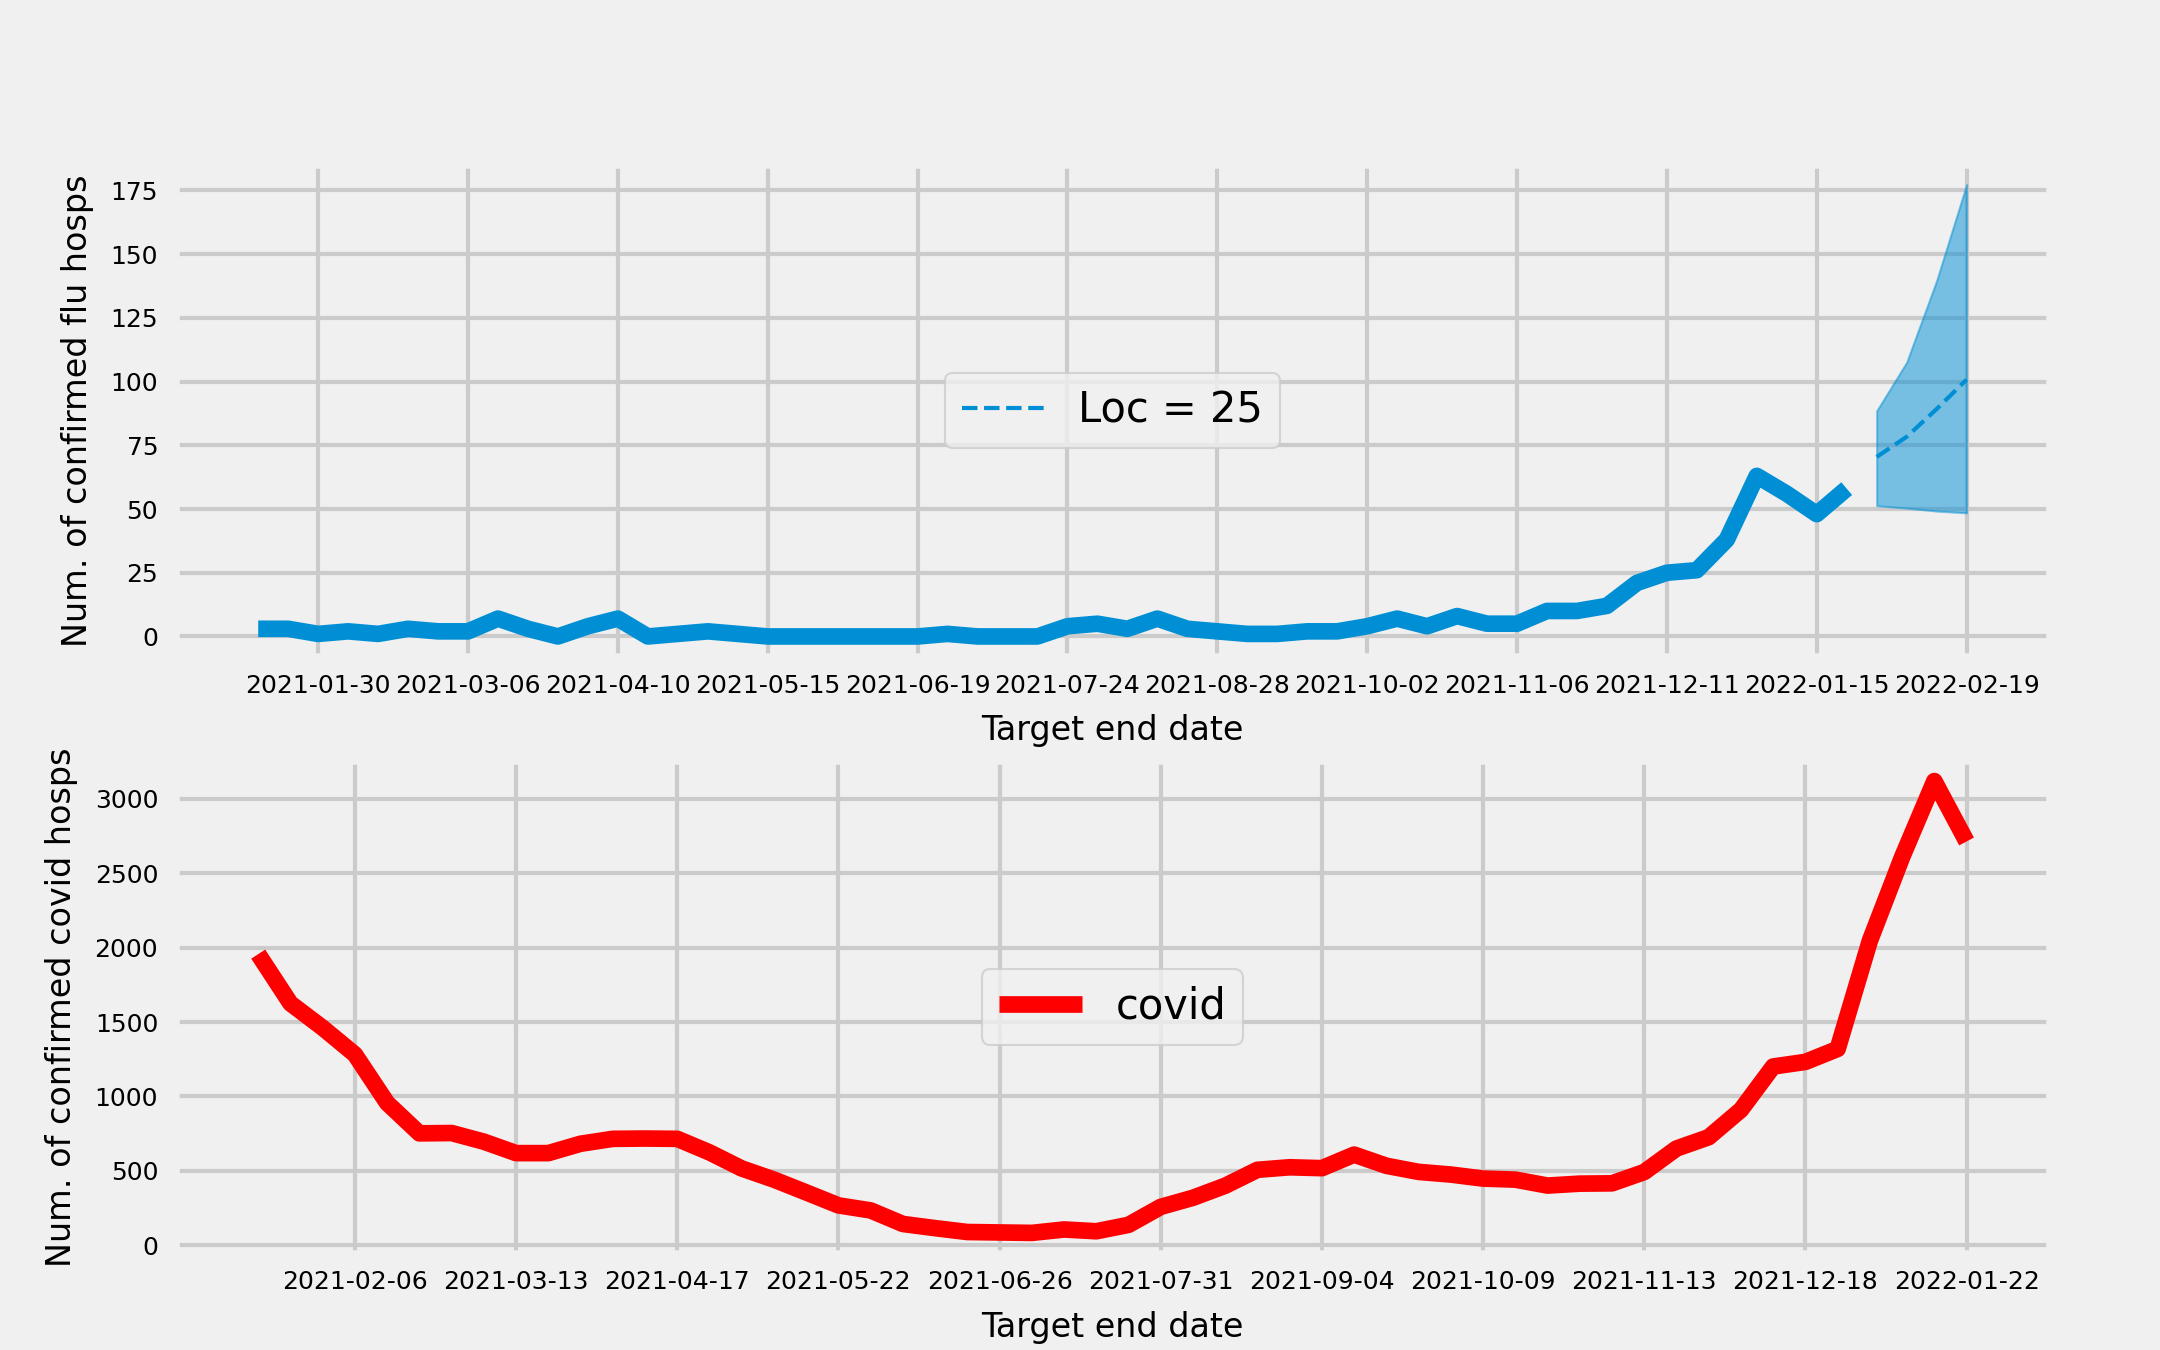 Num. of confirmed flu hosps
175
150
125
100
75
50
25
0
Loc = 25
2021-01-30 2021-03-06 2021-04-10 2021-05-15 2021-06-19 2021-07-24 2021-08-28 2021-10-02 2021-11-06 2021-12-11 2022-01-15 2022-02-19
Target end date
Num. of confirmed covid hosps
3000
2500
2000
1500
1000
500
0
covid
2021-02-06 2021-03-13 2021-04-17 2021-05-22 2021-06-26 2021-07-31 2021-09-04 2021-10-09 2021-11-13 2021-12-18 2022-01-22
Target end date